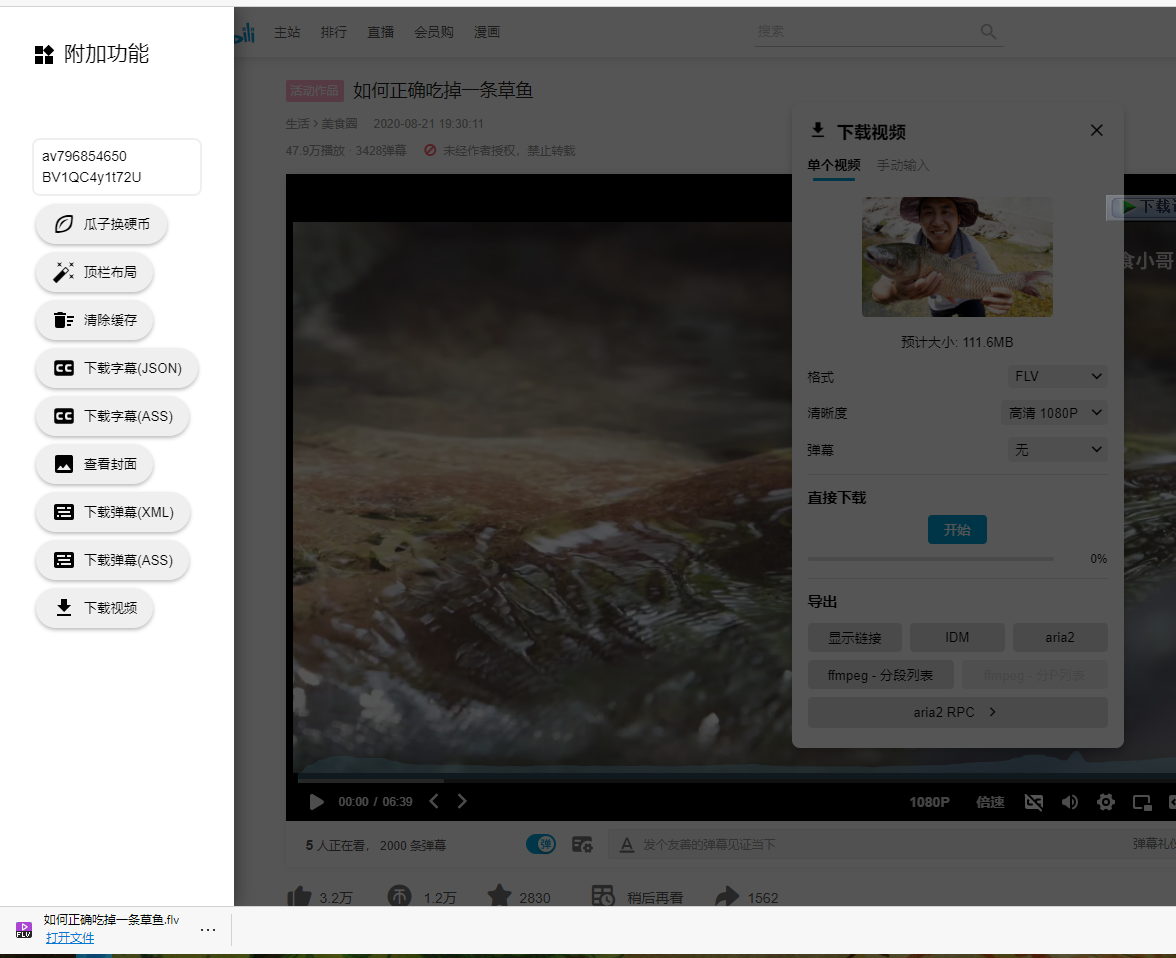 附加功能
av796854650
BV1QC4y1t72U
瓜子换硬币
顶栏布局
清除缓存
下载字幕(JSON)
下载字幕(ASS)
查看封面
下载弹幕(XML)
下载弹幕(ASS)
下载视频
主站 排行 直播 会员购 漫画
搜索
活动作品 如何正确吃掉一条草鱼
生活 > 美食圈 2020-08-21 19:30:11
47.9万播放 · 3428弹幕 未经作者授权，禁止转载
下载视频
单个视频 手动输入
预计大小: 111.6MB
格式 FLV
清晰度 高清 1080P
弹幕 无
直接下载
开始
0%
导出
显示链接 IDM aria2
ffmpeg - 分段列表 ffmpeg - 分P列表
aria2 RPC >
下载
食小哥
00:00 / 06:39
1080P 倍速
5 人正在看， 2000 条弹幕
弹
发个友善的弹幕见证当下
弹幕礼仪
3.2万 1.2万 2830 稍后再看 1562
如何正确吃掉一条草鱼.flv
打开文件
FLV